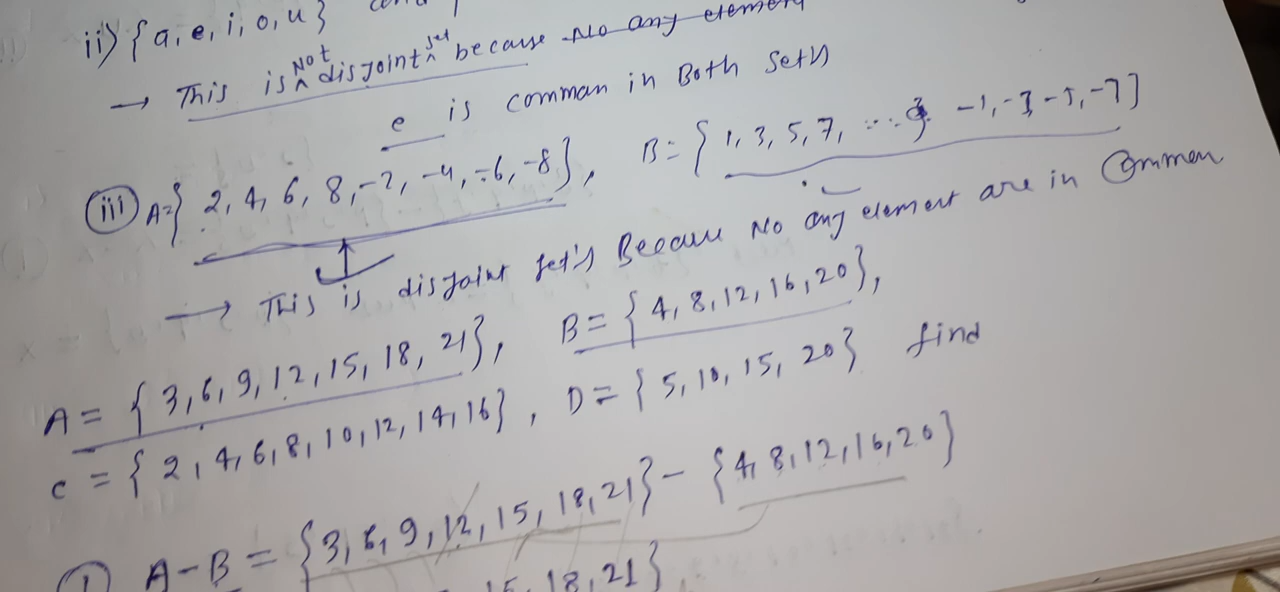 ii) {a, e, i, o, u}
→ This is Not disjoint set because No any element
e is comman in Both Sets
(iii) A={ 2, 4, 6, 8, -2, -4, -6, -8}, B= { 1, 3, 5, 7, ... -1, -3 -5, -7}
→ This is disjoint set's Because No any element are in Common
A= {3, 6, 9, 12, 15, 18, 21}, B= {4, 8, 12, 16, 20},
c = {2, 4, 6, 8, 10, 12, 14, 16}, D= {5, 10, 15, 20} find
(1) A-B = {3, 6, 9, 12, 15, 18, 21} - {4, 8, 12, 16, 20}
15, 18, 21}